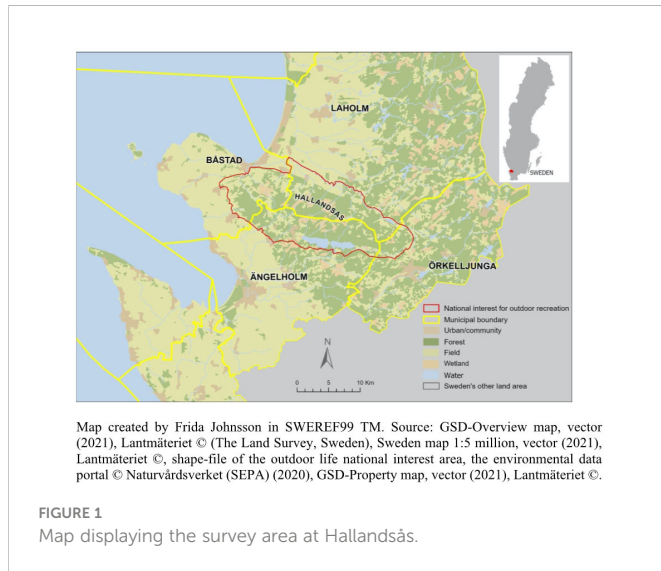 LAHOLM
BÅSTAD
SWEDEN
HALLANDSÅS
ÄNGELHOLM
ÖRKELLJUNGA
National interest for outdoor recreation
Municipal boundary
Urban/community
Forest
Field
Wetland
Water
Sweden's other land area
N
0 5 10 Km
Map created by Frida Johnsson in SWEREF99 TM. Source: GSD-Overview map, vector
(2021), Lantmäteriet © (The Land Survey, Sweden), Sweden map 1:5 million, vector (2021),
Lantmäteriet ©, shape-file of the outdoor life national interest area, the environmental data
portal © Naturvårdsverket (SEPA) (2020), GSD-Property map, vector (2021), Lantmäteriet ©.
FIGURE 1
Map displaying the survey area at Hallandsås.